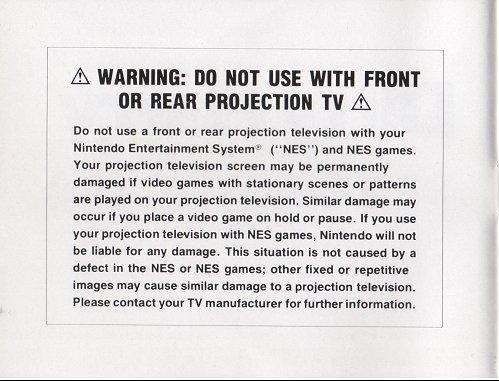 ⚠ WARNING: DO NOT USE WITH FRONT
OR REAR PROJECTION TV ⚠
Do not use a front or rear projection television with your
Nintendo Entertainment System® (‘‘NES’’) and NES games.
Your projection television screen may be permanently
damaged if video games with stationary scenes or patterns
are played on your projection television. Similar damage may
occur if you place a video game on hold or pause. If you use
your projection television with NES games, Nintendo will not
be liable for any damage. This situation is not caused by a
defect in the NES or NES games; other fixed or repetitive
images may cause similar damage to a projection television.
Please contact your TV manufacturer for further information.